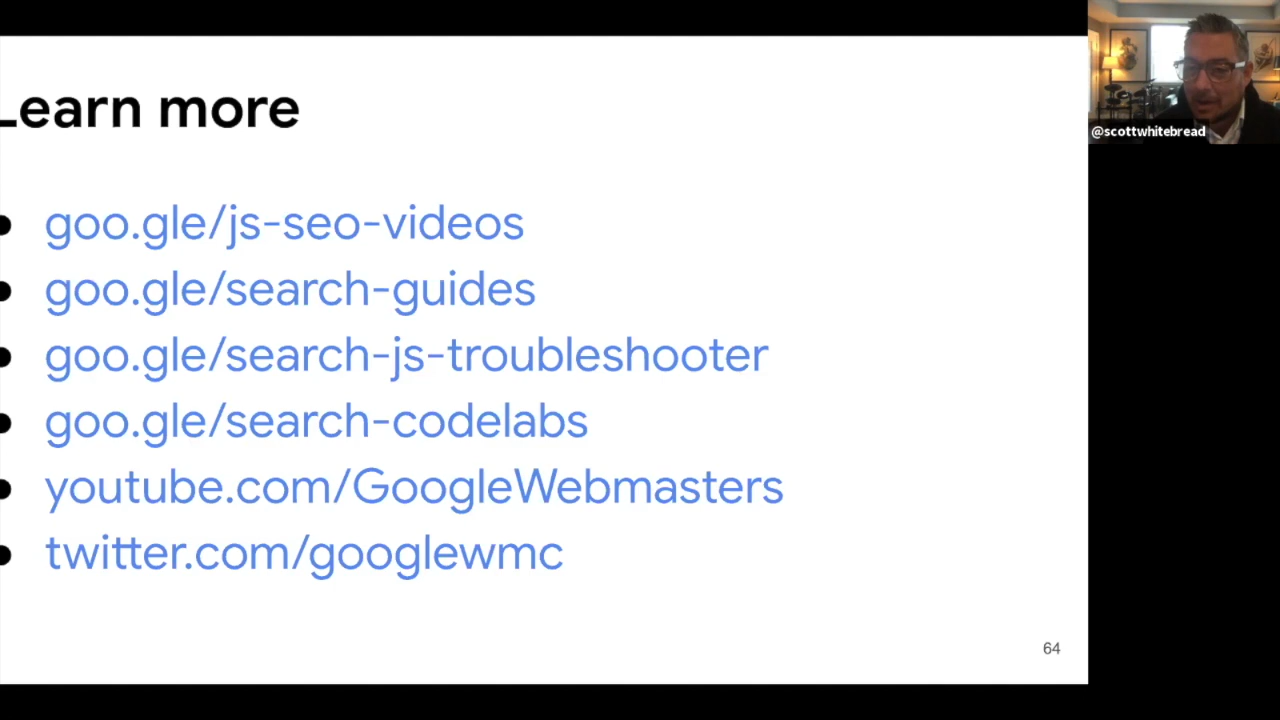 Learn more
goo.gle/js-seo-videos
goo.gle/search-guides
goo.gle/search-js-troubleshooter
goo.gle/search-codelabs
youtube.com/GoogleWebmasters
twitter.com/googlewmc
64
@scottwhitebread